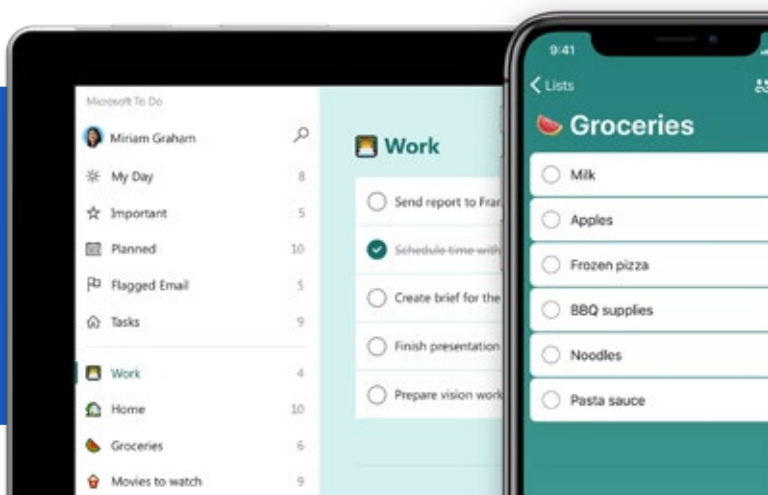 Microsoft To Do
Miriam Graham
My Day 8
Important 5
Planned 10
Flagged Email 5
Tasks 9
Work 4
Home 10
Groceries 6
Movies to watch 9
Work
Send report to Fran
Schedule time with
Create brief for the
Finish presentation
Prepare vision work
9:41
Lists
Groceries
Milk
Apples
Frozen pizza
BBQ supplies
Noodles
Pasta sauce